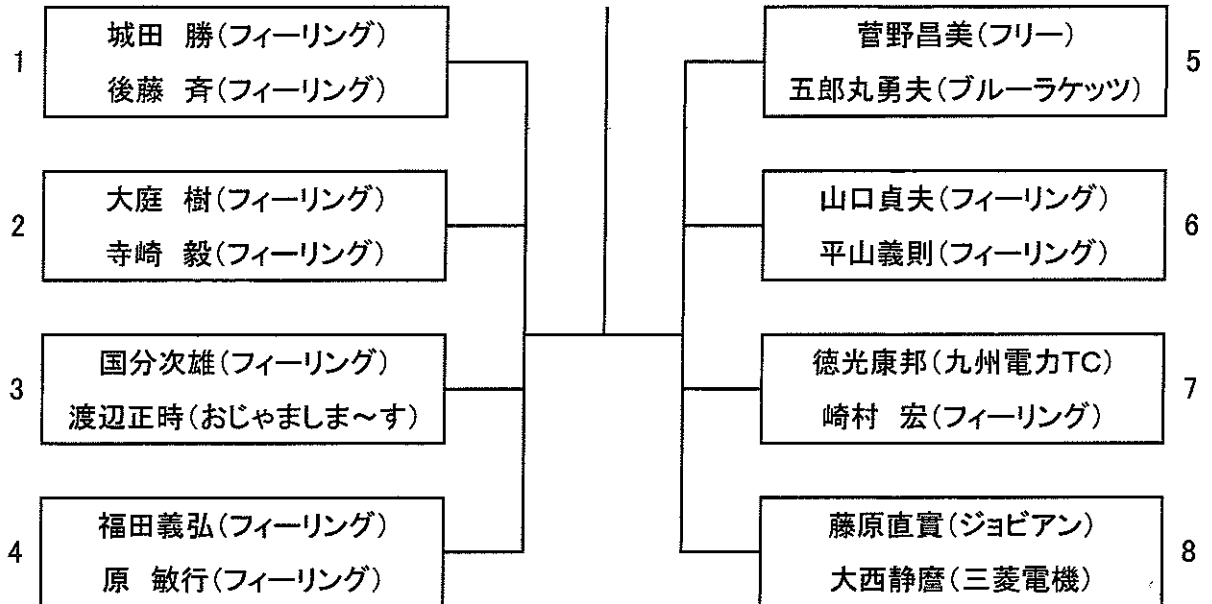 1
城田 勝(フィーリング)
後藤 斉(フィーリング)
2
大庭 樹(フィーリング)
寺崎 毅(フィーリング)
3
国分次雄(フィーリング)
渡辺正時(おじゃましま～す)
4
福田義弘(フィーリング)
原 敏行(フィーリング)
5
菅野昌美(フリー)
五郎丸勇夫(ブルーラケッツ)
6
山口貞夫(フィーリング)
平山義則(フィーリング)
7
徳光康邦(九州電力TC)
崎村 宏(フィーリング)
8
藤原直實(ジョビアン)
大西静麿(三菱電機)